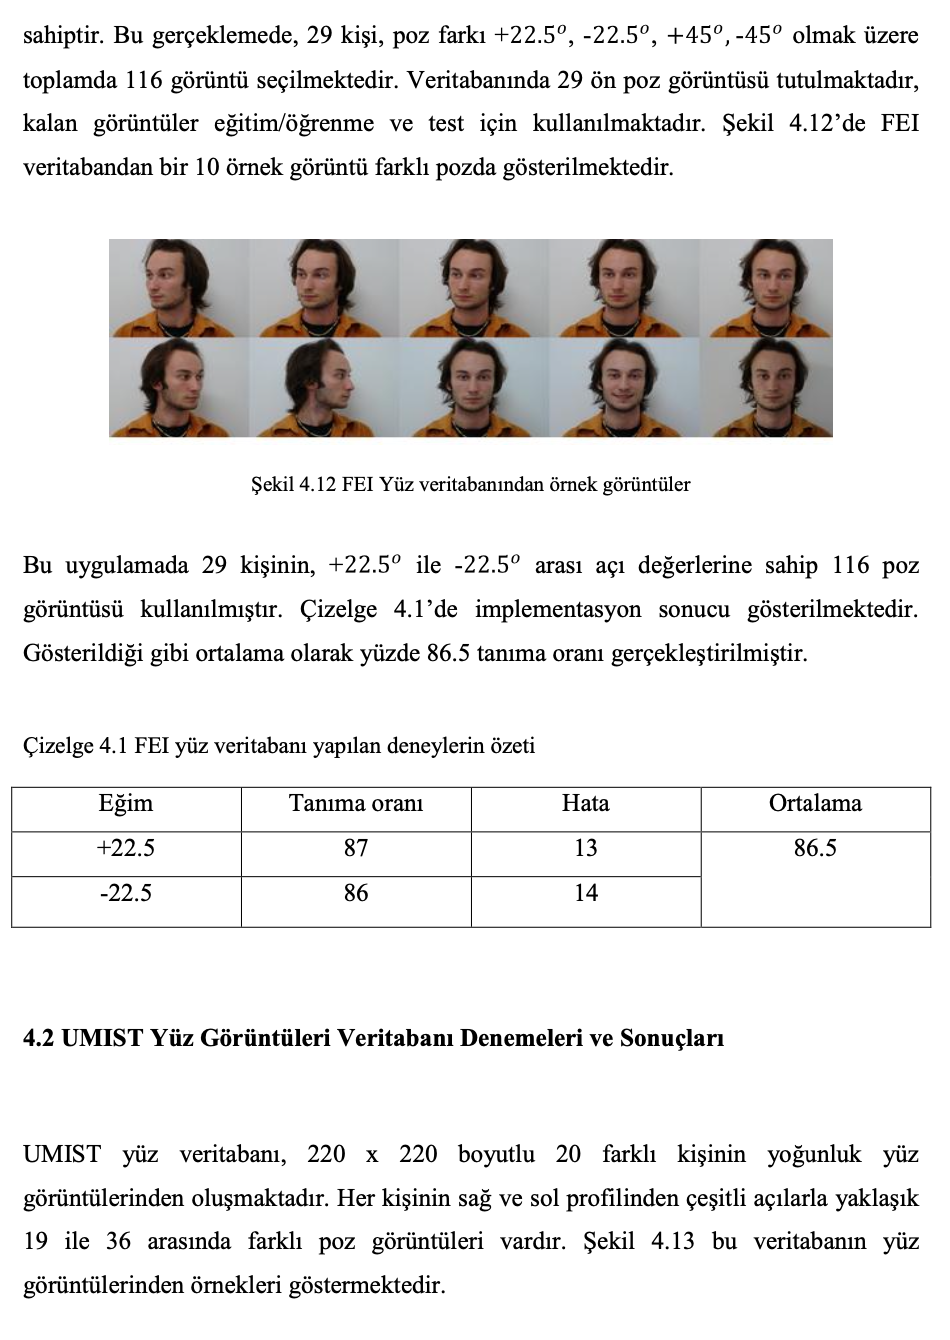 sahiptir. Bu gerçeklemede, 29 kişi, poz farkı +22.5⁰, -22.5⁰, +45⁰, -45⁰ olmak üzere
toplamda 116 görüntü seçilmektedir. Veritabanında 29 ön poz görüntüsü tutulmaktadır,
kalan görüntüler eğitim/öğrenme ve test için kullanılmaktadır. Şekil 4.12’de FEI
veritabandan bir 10 örnek görüntü farklı pozda gösterilmektedir.
Şekil 4.12 FEI Yüz veritabanından örnek görüntüler
Bu uygulamada 29 kişinin, +22.5⁰ ile -22.5⁰ arası açı değerlerine sahip 116 poz
görüntüsü kullanılmıştır. Çizelge 4.1’de implementasyon sonucu gösterilmektedir.
Gösterildiği gibi ortalama olarak yüzde 86.5 tanıma oranı gerçekleştirilmiştir.
Çizelge 4.1 FEI yüz veritabanı yapılan deneylerin özeti
Eğim Tanıma oranı Hata Ortalama
+22.5 87 13 86.5
-22.5 86 14
4.2 UMIST Yüz Görüntüleri Veritabanı Denemeleri ve Sonuçları
UMIST yüz veritabanı, 220 x 220 boyutlu 20 farklı kişinin yoğunluk yüz
görüntülerinden oluşmaktadır. Her kişinin sağ ve sol profilinden çeşitli açılarla yaklaşık
19 ile 36 arasında farklı poz görüntüleri vardır. Şekil 4.13 bu veritabanın yüz
görüntülerinden örnekleri göstermektedir.